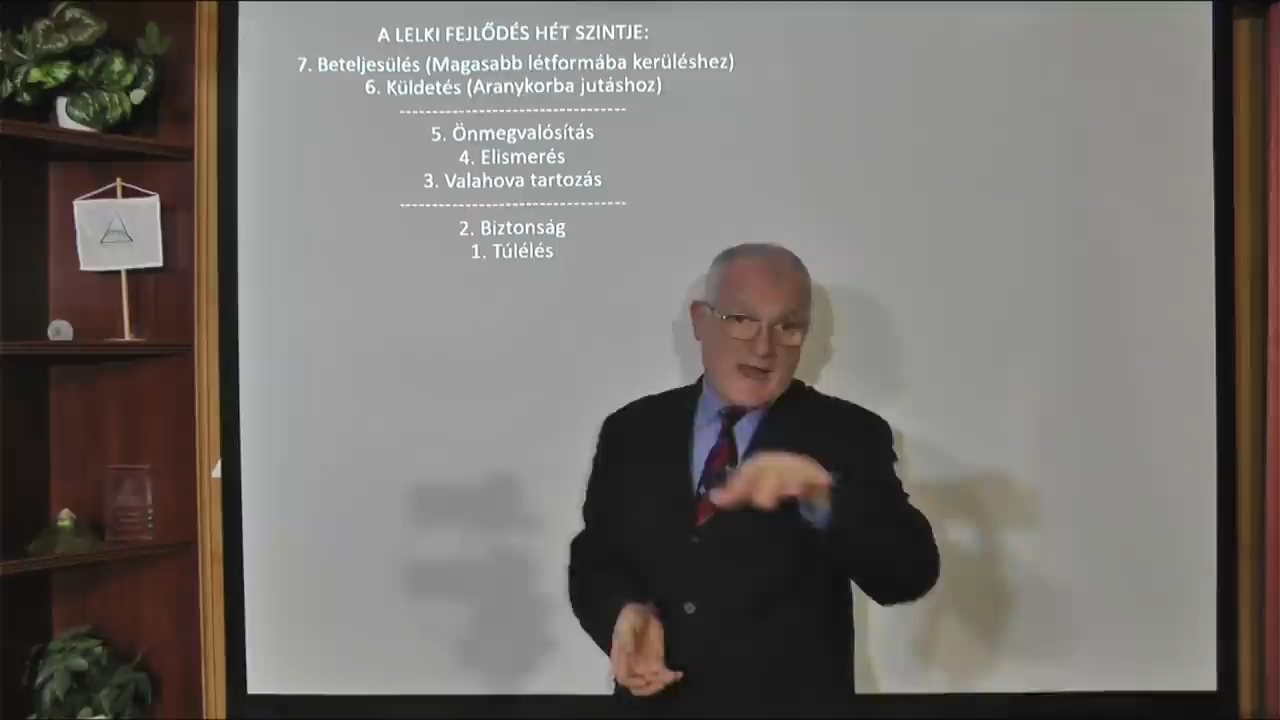 A LELKI FEJLŐDÉS HÉT SZINTJE:
7. Beteljesülés (Magasabb létformába kerüléshez)
6. Küldetés (Aranykorba jutáshoz)
--------------------------------
5. Önmegvalósítás
4. Elismerés
3. Valahova tartozás
--------------------------------
2. Biztonság
1. Túlélés